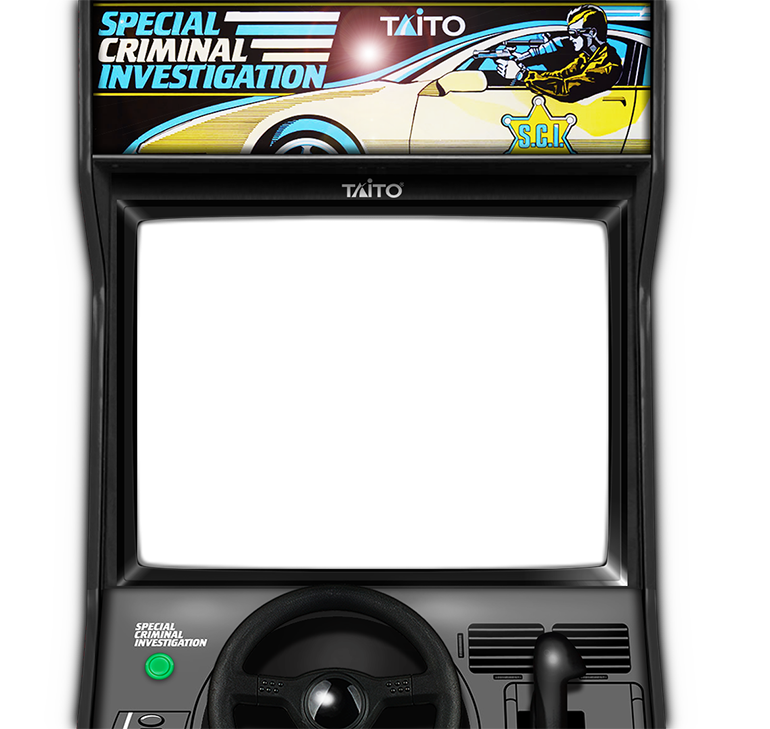 SPECIAL
CRIMINAL
INVESTIGATION
TAITO
S.C.I.
TAITO
SPECIAL
CRIMINAL
INVESTIGATION